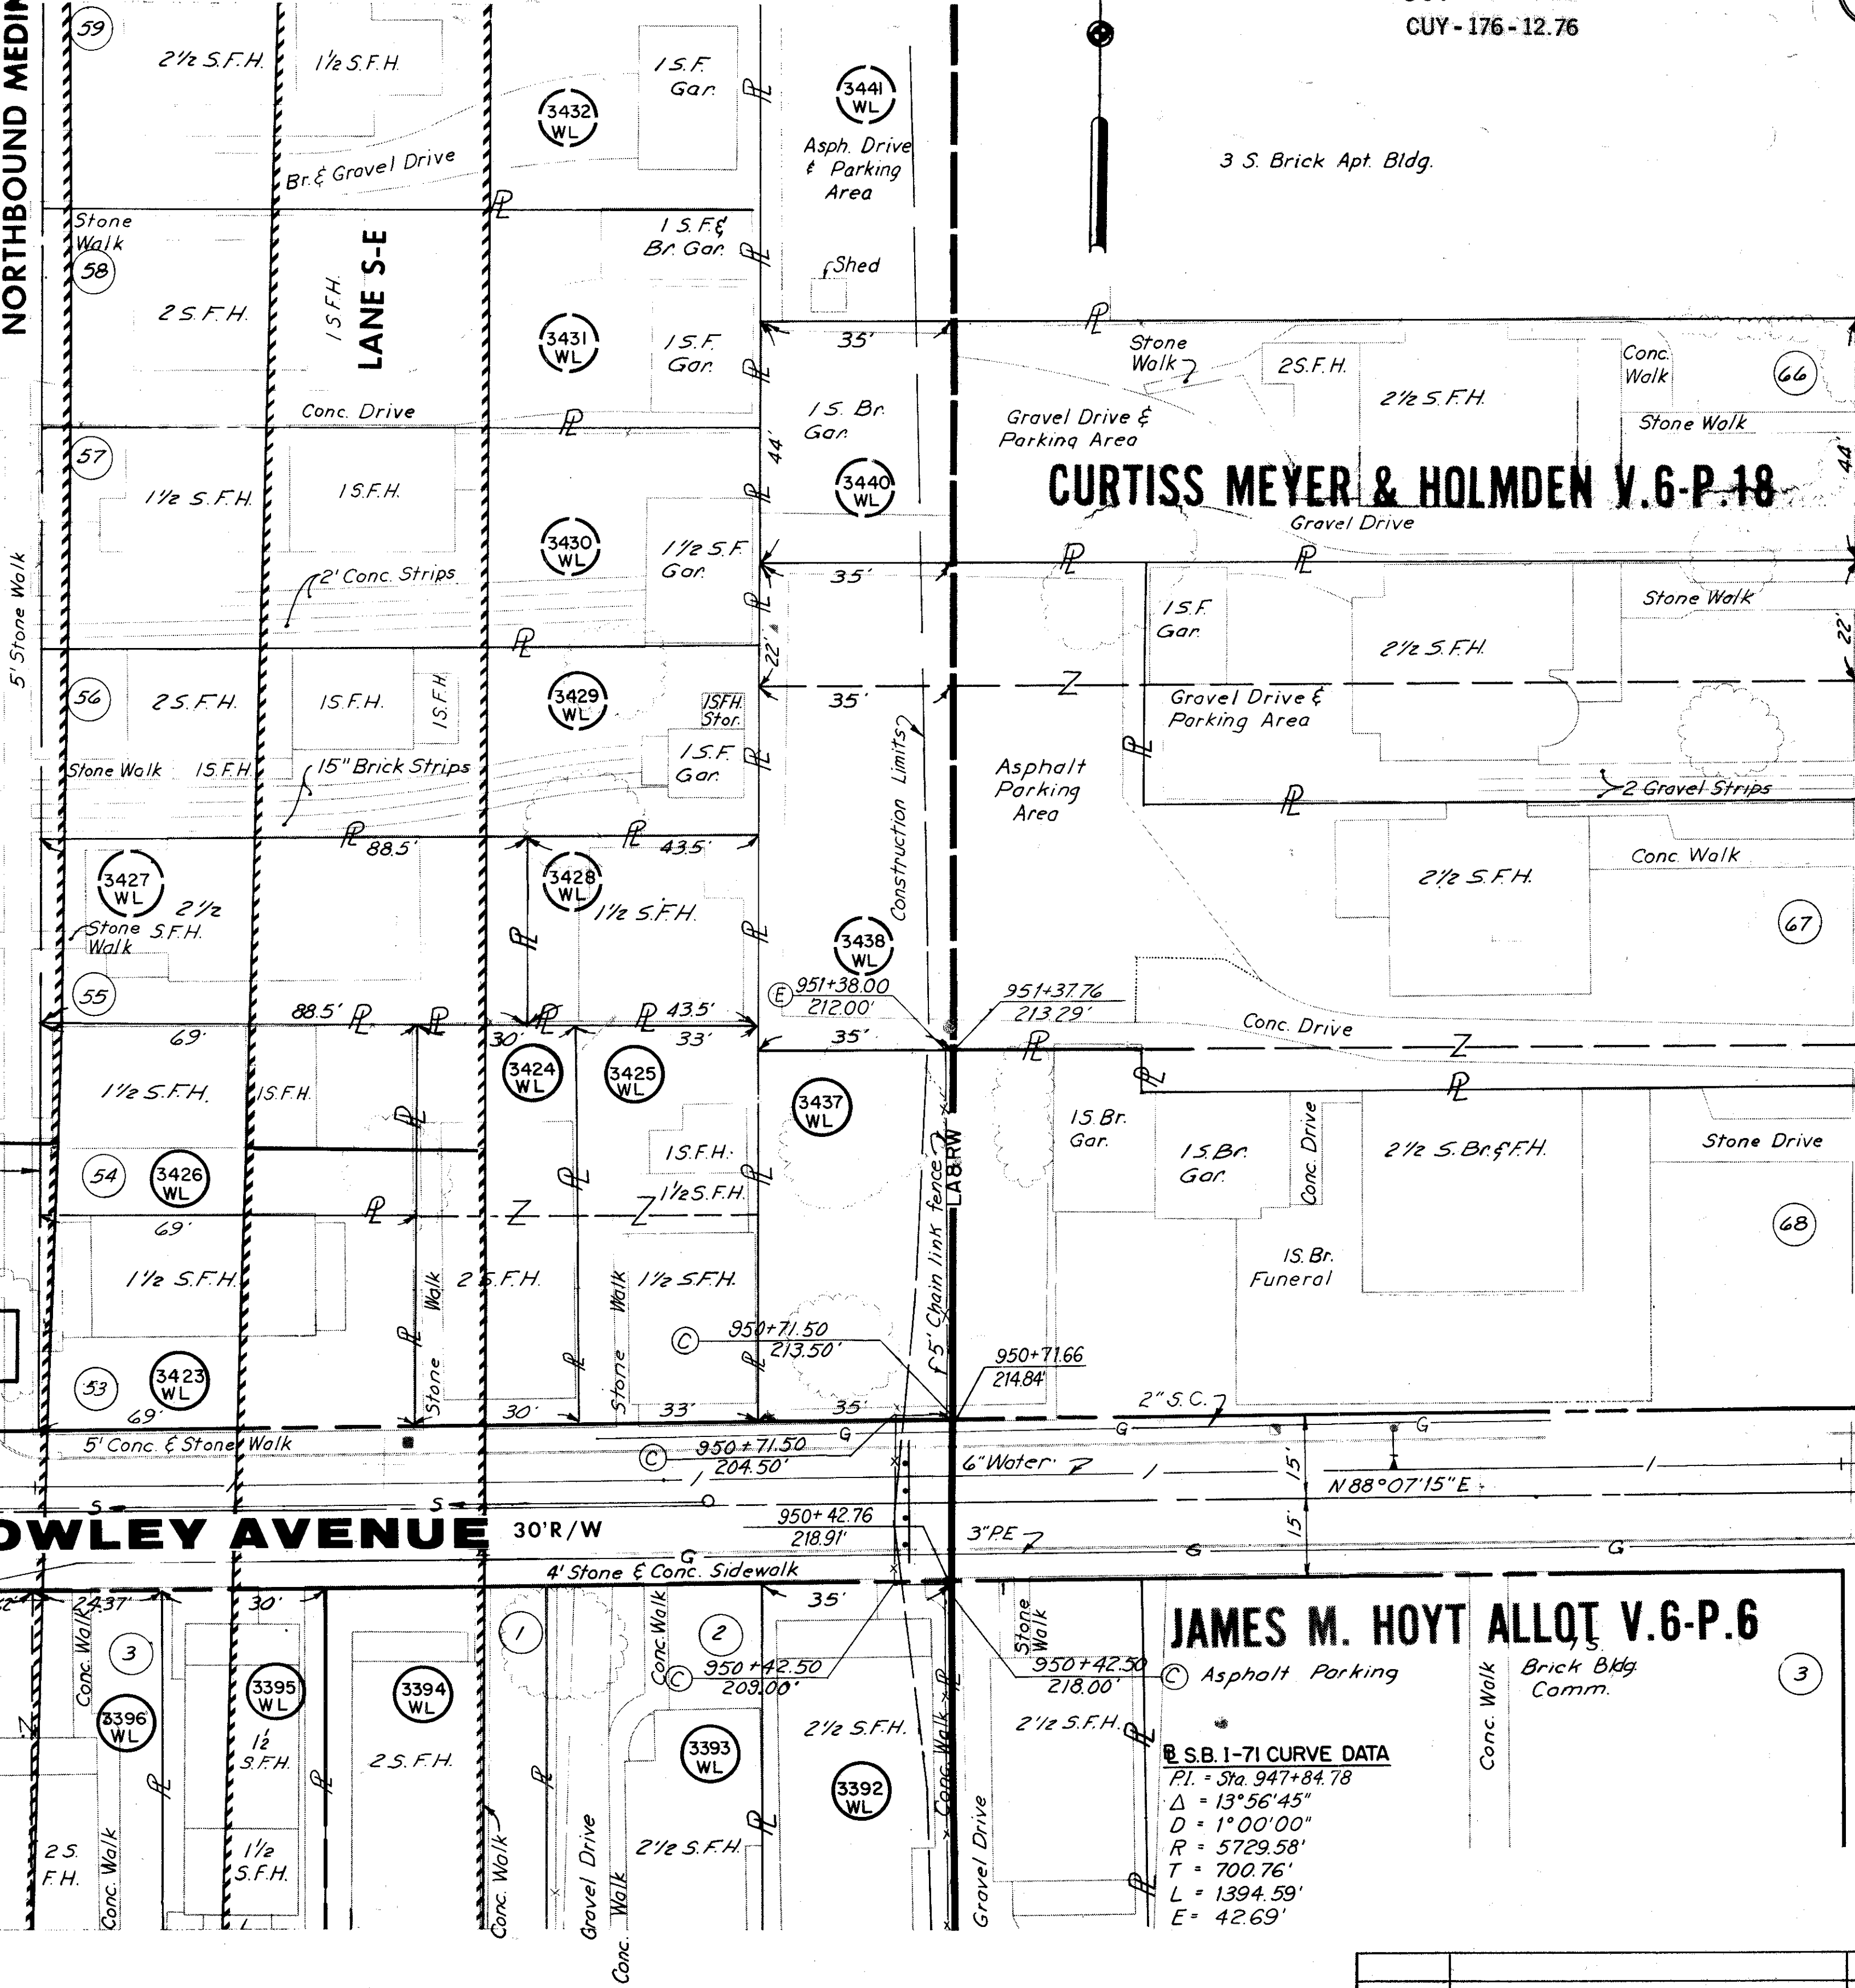 CUY-176-12.76
59
2½ S.F.H.
1½ S.F.H.
1 S.F.
Gar.
3432
WL
3441
WL
Asph. Drive
& Parking
Area
3 S. Brick Apt. Bldg.
Br. & Gravel Drive
NORTHBOUND
Stone
Walk
58
2 S.F.H.
1 S.F.H.
LANE S-E
1 S.F. &
Br. Gar.
Shed
3431
WL
1 S.F.
Gar.
35'
Stone
Walk
2 S.F.H.
2½ S.F.H.
Conc.
Walk
66
Stone Walk
Conc. Drive
1 S. Br.
Gar.
44'
Gravel Drive &
Parking Area
44'
57
1½ S.F.H.
1 S.F.H.
3440
WL
CURTISS MEYER & HOLMDEN V.6-P.18
Gravel Drive
3430
WL
1½ S.F.
Gar.
5' Stone Walk
2' Conc. Strips
35'
1 S.F.
Gar.
Stone Walk
22'
22'
2½ S.F.H.
56
2 S.F.H.
1 S.F.H.
1 S.F.H.
3429
WL
1SFH.
Stor.
35'
Z
Gravel Drive &
Parking Area
Construction Limits
1 S.F.
Gar.
Stone Walk
1 S.F.H.
15" Brick Strips
Asphalt
Parking
Area
2 Gravel Strips
88.5'
43.5'
3427
WL
2½
S.F.H.
Stone
Walk
3428
WL
1½ S.F.H.
2½ S.F.H.
Conc. Walk
67
3438
WL
55
88.5'
43.5'
E
951+38.00
212.00'
951+37.76
213.29'
Conc. Drive
69'
30'
33'
35'
Z
3424
WL
3425
WL
3437
WL
1½ S.F.H.
1 S.F.H.
1 S. Br.
Gar.
1 S. Br.
Gar.
Conc. Drive
2½ S. Br. & F.H.
Stone Drive
54
3426
WL
1 S.F.H.
1½ S.F.H.
5' Chain link fence
LA&RW
69'
Z
Z
68
1½ S.F.H.
Stone Walk
2 S.F.H.
Stone Walk
1½ S.F.H.
1 S. Br.
Funeral
C
950+71.50
213.50'
950+71.66
214.84'
53
3423
WL
69'
30'
33'
35'
2" S.C.
5' Conc. & Stone Walk
G
G
G
C
950+71.50
204.50'
6" Water
15'
N 88°07'15" E
S
S
OWLEY AVENUE 30' R/W
950+42.76
218.91'
3" P.E.
15'
G
G
G
4' Stone & Conc. Sidewalk
24.37'
30'
35'
Conc. Walk
3
1
Conc. Walk
2
Stone
Walk
JAMES M. HOYT ALLOT V.6-P.6
C
950+42.50
209.00'
950+42.50
218.00'
C
Asphalt Parking
Conc. Walk
1 S.
Brick Bldg.
Comm.
3
3396
WL
3395
WL
3394
WL
Z
1½
S.F.H.
2 S.F.H.
3393
WL
2½ S.F.H.
3392
WL
Conc. Walk
2½ S.F.H.
S.B. I-71 CURVE DATA
P.I. = Sta. 947+84.78
Δ = 13°56'45"
D = 1°00'00"
R = 5729.58'
T = 700.76'
L = 1394.59'
E = 42.69'
2 S.
F.H.
Conc. Walk
1½
S.F.H.
Conc. Walk
Gravel Drive
Conc. Walk
2½ S.F.H.
Gravel Drive